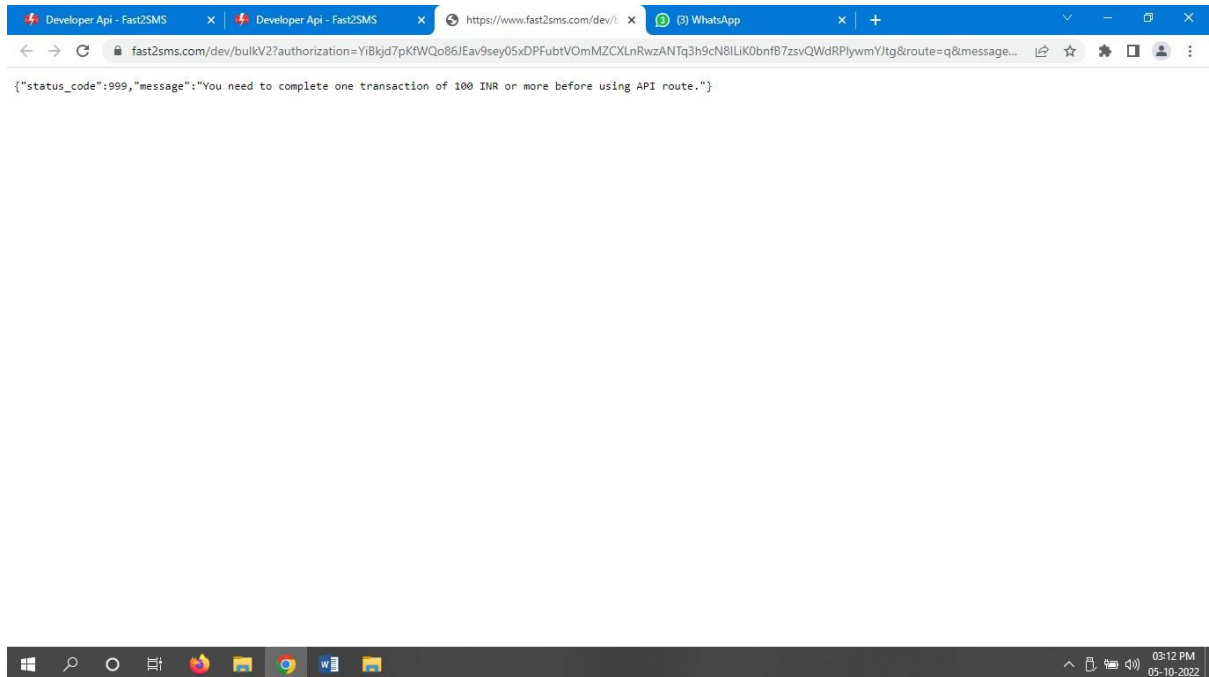 Developer Api - Fast2SMS
Developer Api - Fast2SMS
https://www.fast2sms.com/dev/b
(3) WhatsApp
fast2sms.com/dev/bulkV2?authorization=YiBkjd7pKfWQo86JEav9sey05xDPFubtVOmMZCXLnRwzANTq3h9cN8ILiK0bnfB7zsvQWdRPlywmYJtg&route=q&message...
{"status_code":999,"message":"You need to complete one transaction of 100 INR or more before using API route."}
03:12 PM
05-10-2022